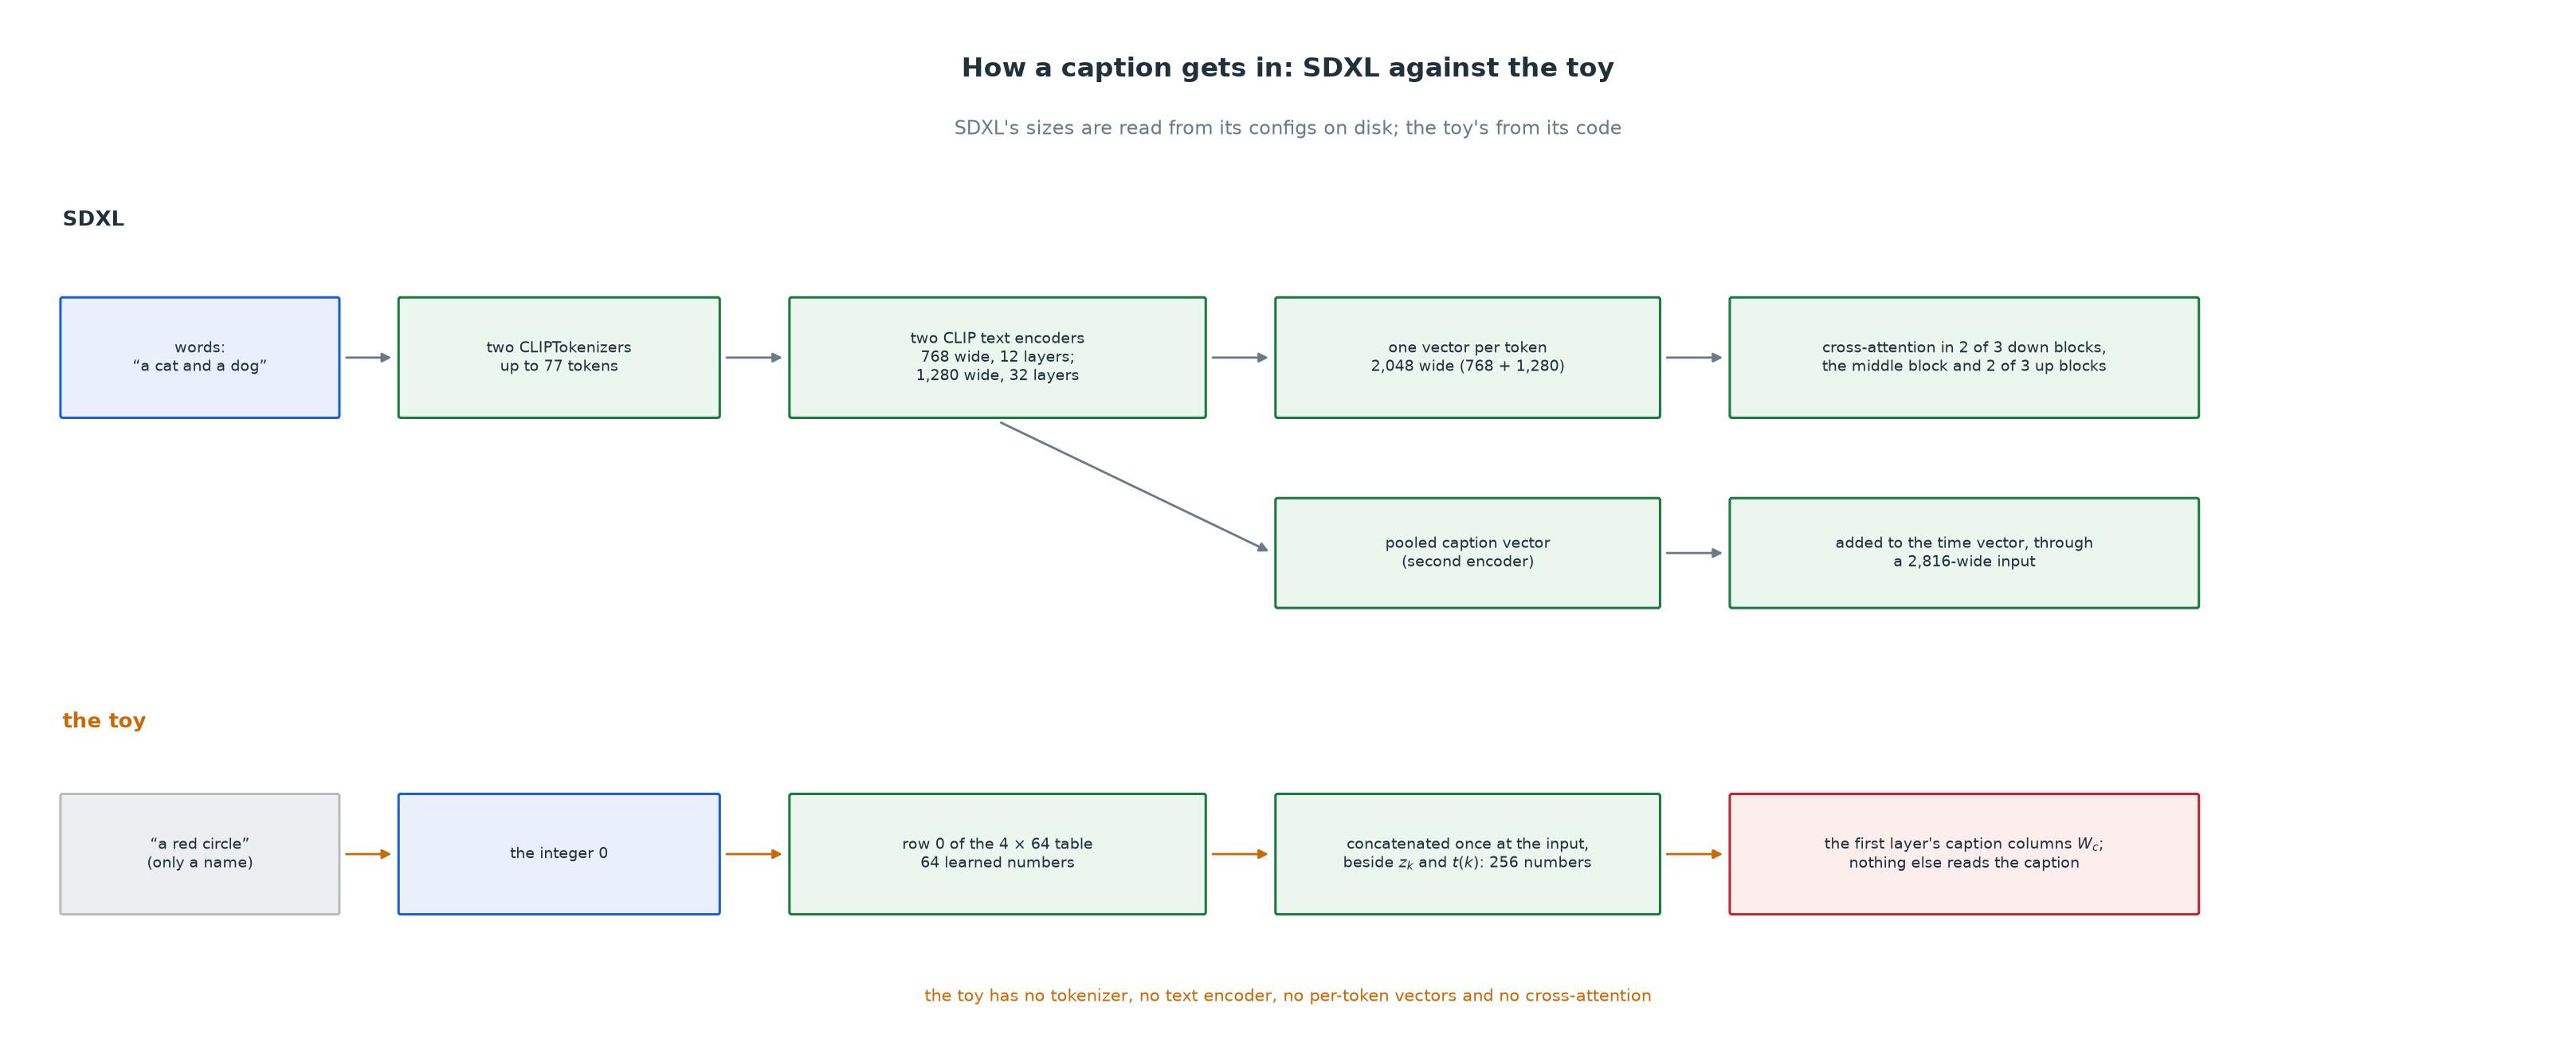 How a caption gets in: SDXL against the toy
SDXL's sizes are read from its configs on disk; the toy's from its code
SDXL
words:
“a cat and a dog”
two CLIPTokenizers
up to 77 tokens
two CLIP text encoders
768 wide, 12 layers;
1,280 wide, 32 layers
one vector per token
2,048 wide (768 + 1,280)
cross-attention in 2 of 3 down blocks,
the middle block and 2 of 3 up blocks
pooled caption vector
(second encoder)
added to the time vector, through
a 2,816-wide input
the toy
“a red circle”
(only a name)
the integer 0
row 0 of the 4 × 64 table
64 learned numbers
concatenated once at the input,
beside z_k and t(k): 256 numbers
the first layer's caption columns W_c;
nothing else reads the caption
the toy has no tokenizer, no text encoder, no per-token vectors and no cross-attention